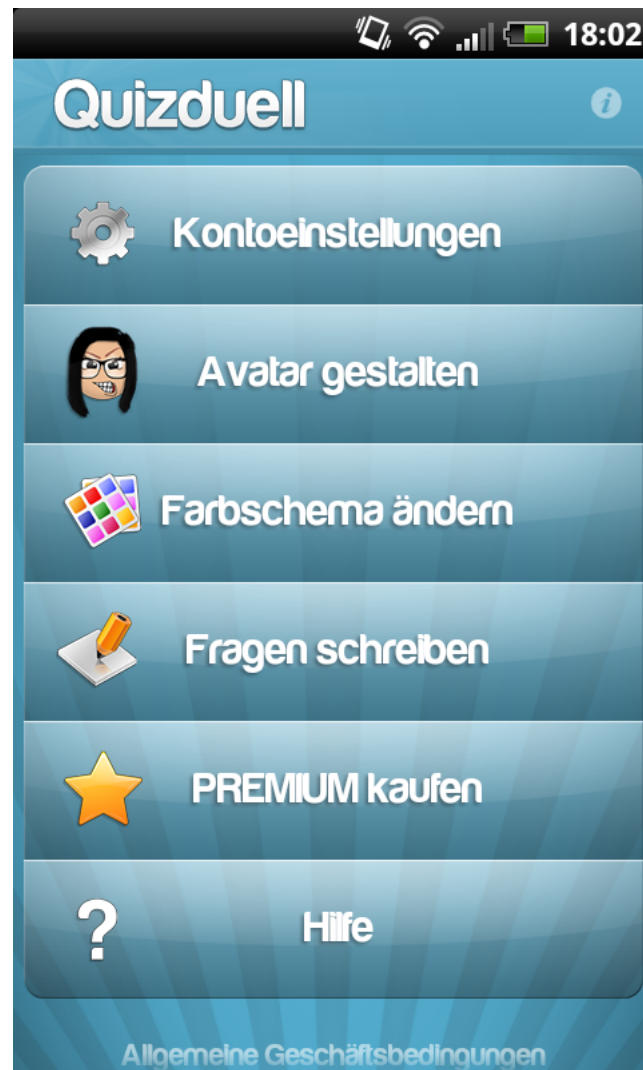 18:02
Quizduell
i
Kontoeinstellungen
Avatar gestalten
Farbschema ändern
Fragen schreiben
PREMIUM kaufen
? Hilfe
Allgemeine Geschäftsbedingungen